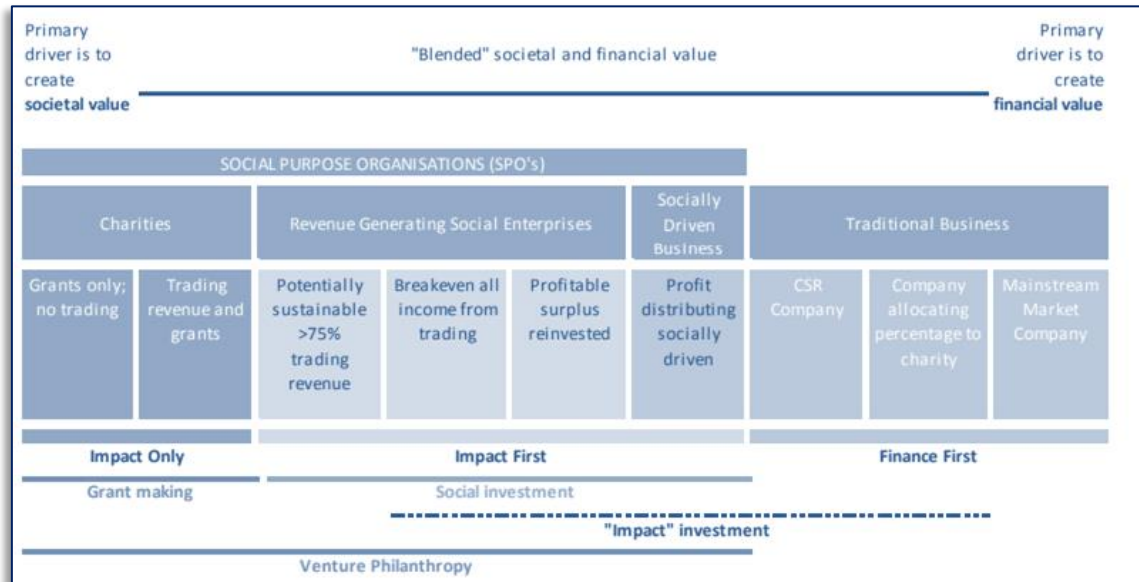 Primary
driver is to
create
societal value
"Blended" societal and financial value
Primary
driver is to
create
financial value
SOCIAL PURPOSE ORGANISATIONS (SPO's)
Charities
Revenue Generating Social Enterprises
Socially
Driven
Business
Traditional Business
Grants only;
no trading
Trading
revenue and
grants
Potentially
sustainable
>75%
trading
revenue
Breakeven all
income from
trading
Profitable
surplus
reinvested
Profit
distributing
socially
driven
CSR
Company
Company
allocating
percentage to
charity
Mainstream
Market
Company
Impact Only
Impact First
Finance First
Grant making
Social investment
"Impact" investment
Venture Philanthropy